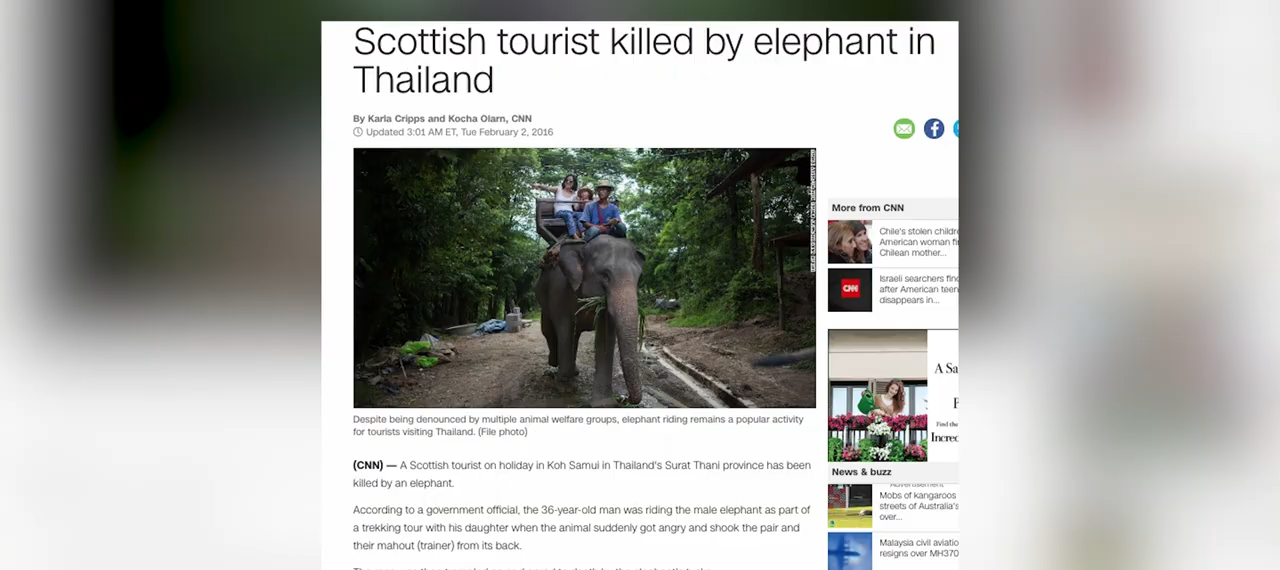 Scottish tourist killed by elephant in
Thailand
By Karla Cripps and Kocha Olarn, CNN
Updated 3:01 AM ET, Tue February 2, 2016
Despite being denounced by multiple animal welfare groups, elephant riding remains a popular activity
for tourists visiting Thailand. (File photo)
(CNN) — A Scottish tourist on holiday in Koh Samui in Thailand's Surat Thani province has been
killed by an elephant.
According to a government official, the 36-year-old man was riding the male elephant as part of
a trekking tour with his daughter when the animal suddenly got angry and shook the pair and
their mahout (trainer) from its back.
More from CNN
Chile's stolen
American woman
Chilean mother...
CNN
Israeli searchers
after American teen
disappears in...
A
Find the
News & buzz
Advertisement
Mobs of kangaroos
streets of Australia's
over...
Malaysia civil
resigns over MH370